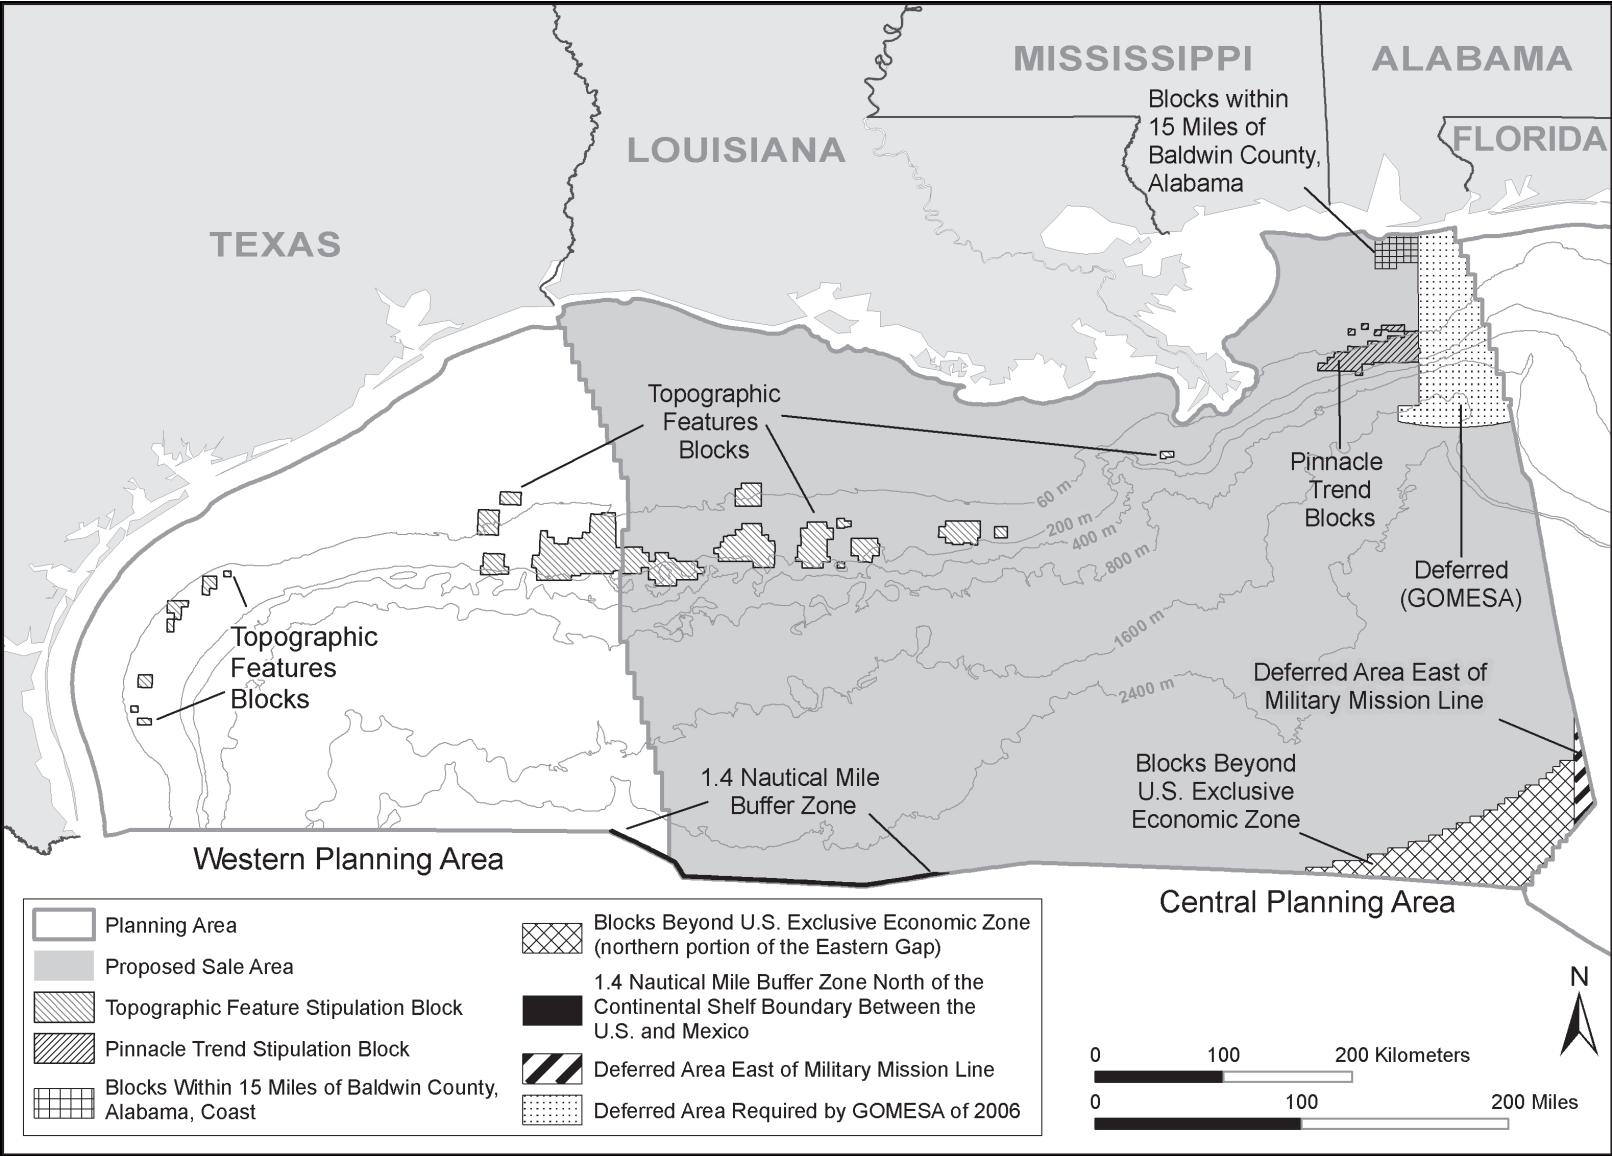 MISSISSIPPI
ALABAMA
Blocks within
15 Miles of
Baldwin County,
Alabama
FLORIDA
LOUISIANA
TEXAS
Topographic
Features
Blocks
Pinnacle
Trend
Blocks
60 m
200 m
400 m
800 m
1600 m
2400 m
Deferred
(GOMESA)
Topographic
Features
Blocks
Deferred Area East of
Military Mission Line
1.4 Nautical Mile
Buffer Zone
Blocks Beyond
U.S. Exclusive
Economic Zone
Western Planning Area
Central Planning Area
Planning Area
Proposed Sale Area
Topographic Feature Stipulation Block
Pinnacle Trend Stipulation Block
Blocks Within 15 Miles of Baldwin County,
Alabama, Coast
Blocks Beyond U.S. Exclusive Economic Zone
(northern portion of the Eastern Gap)
1.4 Nautical Mile Buffer Zone North of the
Continental Shelf Boundary Between the
U.S. and Mexico
Deferred Area East of Military Mission Line
Deferred Area Required by GOMESA of 2006
N
0 100 200 Kilometers
0 100 200 Miles